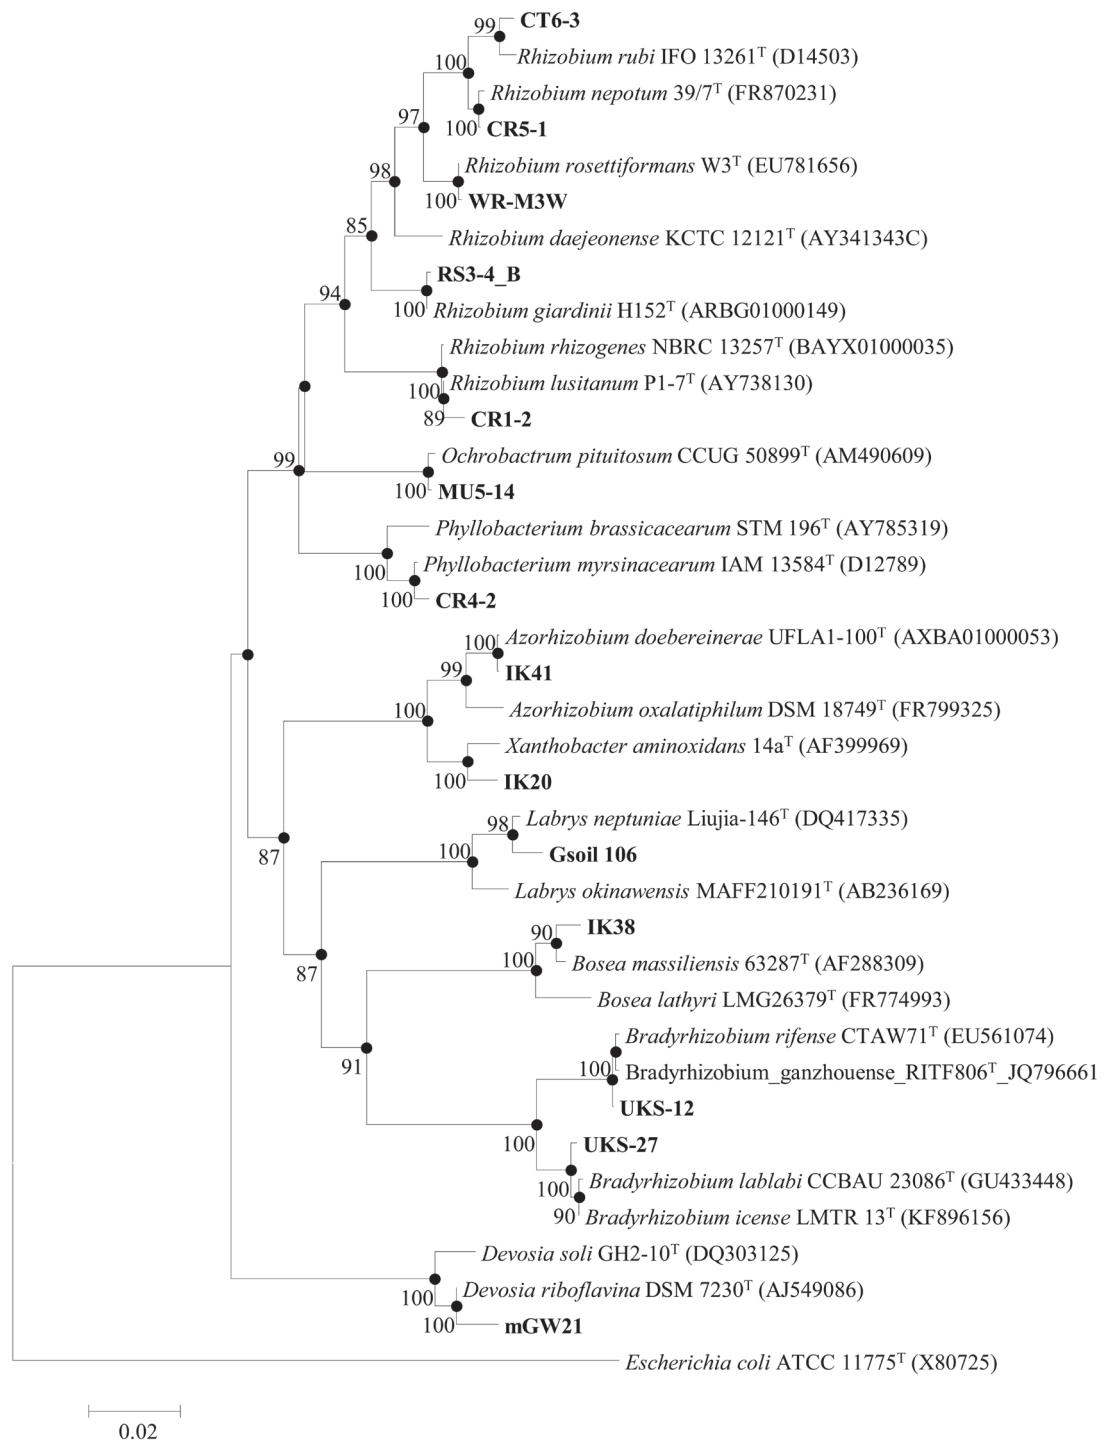 99 CT6-3
Rhizobium rubi IFO 13261ᵀ (D14503)
100
Rhizobium nepotum 39/7ᵀ (FR870231)
97
100 CR5-1
Rhizobium rosettiformans W3ᵀ (EU781656)
98
100 WR-M3W
85
Rhizobium daejeonense KCTC 12121ᵀ (AY341343C)
RS3-4_B
94
100 Rhizobium giardinii H152ᵀ (ARBG01000149)
Rhizobium rhizogenes NBRC 13257ᵀ (BAYX01000035)
100 Rhizobium lusitanum P1-7ᵀ (AY738130)
89 CR1-2
99 Ochrobactrum pituitosum CCUG 50899ᵀ (AM490609)
100 MU5-14
Phyllobacterium brassicacearum STM 196ᵀ (AY785319)
100 Phyllobacterium myrsinacearum IAM 13584ᵀ (D12789)
100 CR4-2
100 Azorhizobium doebereinerae UFLA1-100ᵀ (AXBA01000053)
99 IK41
100 Azorhizobium oxalatiphilum DSM 18749ᵀ (FR799325)
Xanthobacter aminoxidans 14aᵀ (AF399969)
100 IK20
98 Labrys neptuniae Liujia-146ᵀ (DQ417335)
87 100 Gsoil 106
Labrys okinawensis MAFF210191ᵀ (AB236169)
90 IK38
87 100 Bosea massiliensis 63287ᵀ (AF288309)
Bosea lathyri LMG26379ᵀ (FR774993)
Bradyrhizobium rifense CTAW71ᵀ (EU561074)
91 100 Bradyrhizobium_ganzhouense_RITF806ᵀ_JQ796661
UKS-12
100 UKS-27
100 Bradyrhizobium lablabi CCBAU 23086ᵀ (GU433448)
90 Bradyrhizobium icense LMTR 13ᵀ (KF896156)
Devosia soli GH2-10ᵀ (DQ303125)
100 Devosia riboflavina DSM 7230ᵀ (AJ549086)
100 mGW21
Escherichia coli ATCC 11775ᵀ (X80725)
0.02